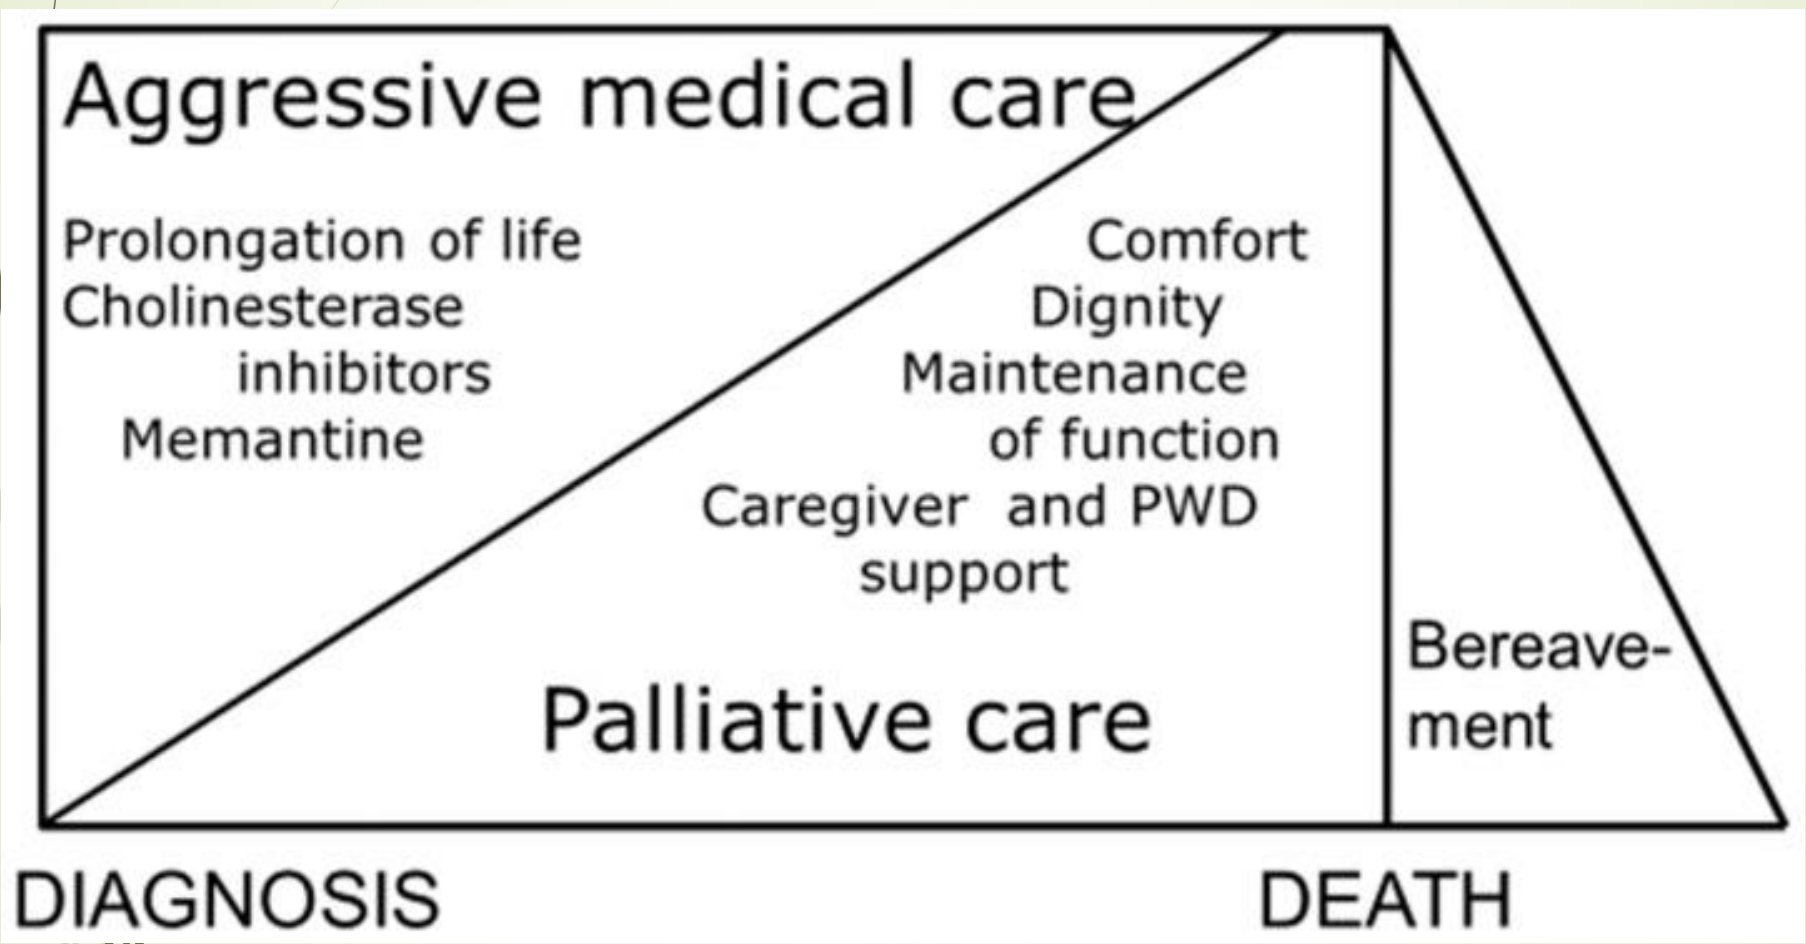 Aggressive medical care
Prolongation of life
Cholinesterase
inhibitors
Memantine
Comfort
Dignity
Maintenance
of function
Caregiver and PWD
support
Palliative care
Bereave-
ment
DIAGNOSIS
DEATH